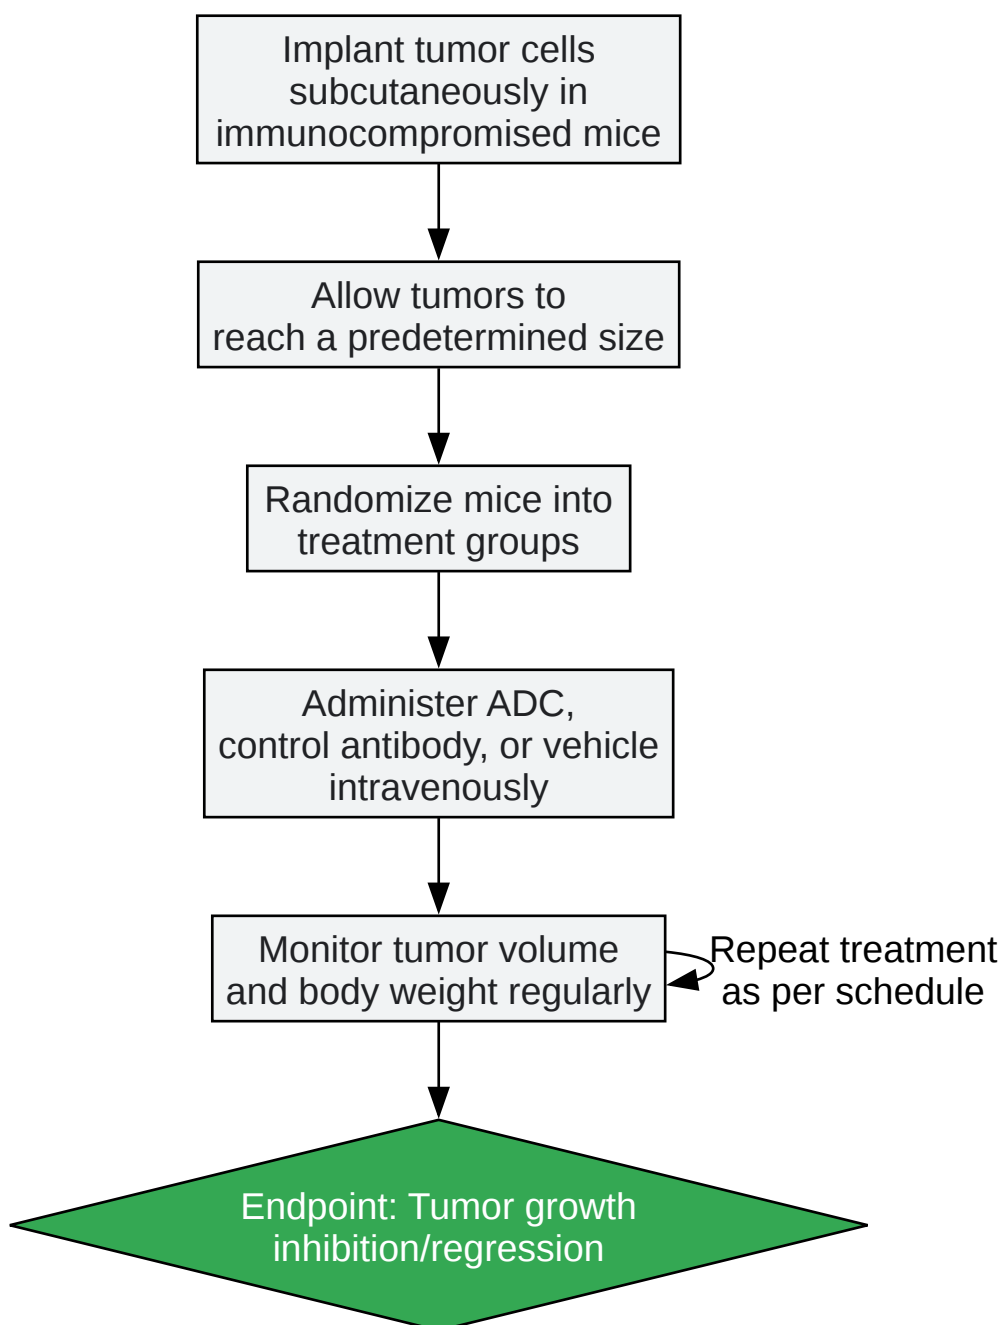 Implant tumor cells
subcutaneously in
immunocompromised mice
Allow tumors to
reach a predetermined size
Randomize mice into
treatment groups
Administer ADC,
control antibody, or vehicle
intravenously
Monitor tumor volume
and body weight regularly
Repeat treatment
as per schedule
Endpoint: Tumor growth
inhibition/regression